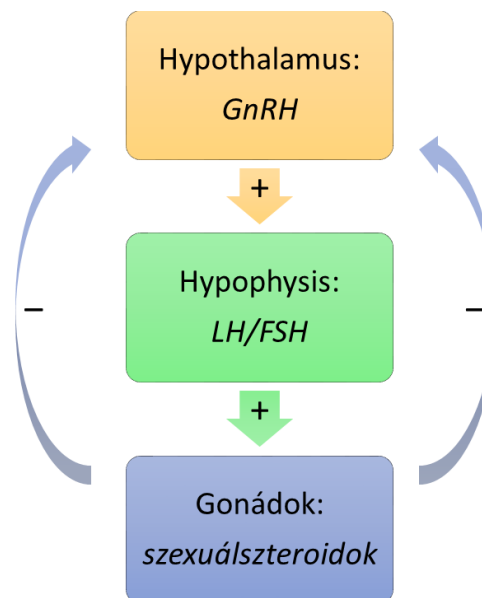 Hypothalamus:
GnRH
+
Hypophysis:
LH/FSH
– –
+
Gonádok:
szexuálszteroidok